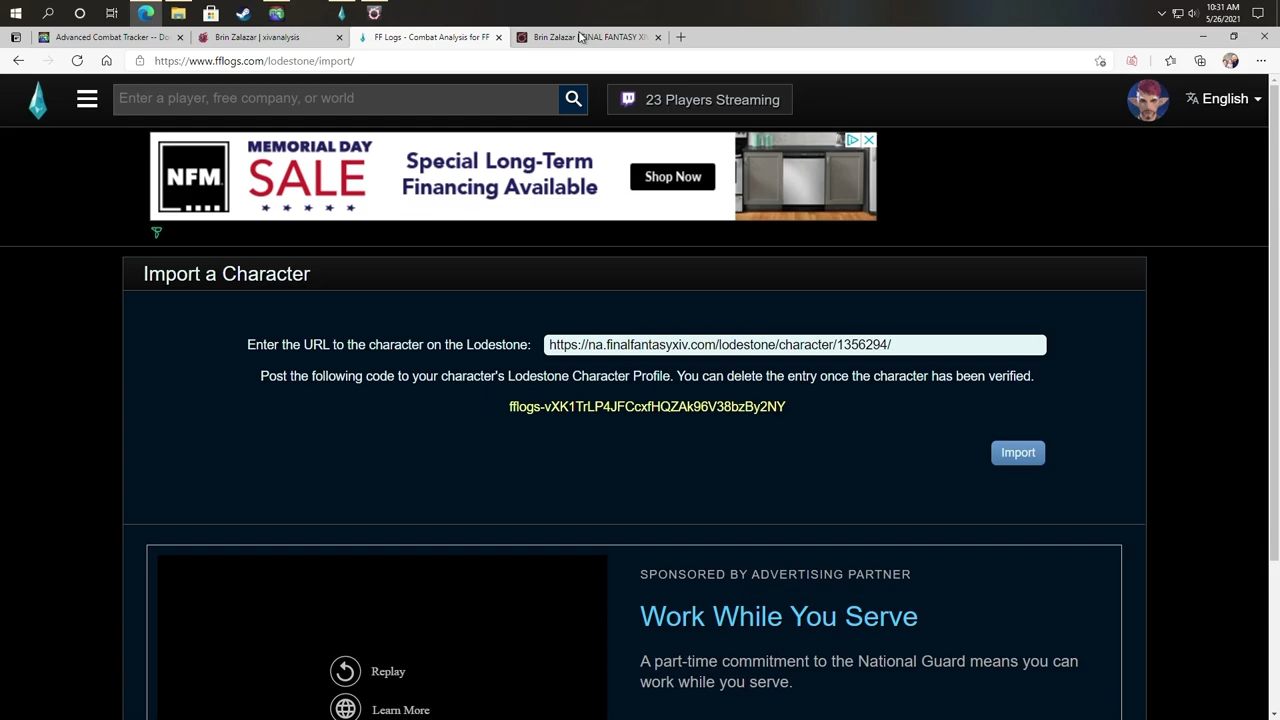 10:31 AM
5/26/2021
Advanced Combat Tracker -- Do
Brin Zalazar | xivanalysis
FF Logs - Combat Analysis for FF
Brin Zalazar | FINAL FANTASY XIV
https://www.fflogs.com/lodestone/import/
Enter a player, free company, or world
23 Players Streaming
English
NFM
MEMORIAL DAY
SALE
Special Long-Term
Financing Available
Shop Now
Import a Character
Enter the URL to the character on the Lodestone:
https://na.finalfantasyxiv.com/lodestone/character/1356294/
Post the following code to your character's Lodestone Character Profile. You can delete the entry once the character has been verified.
fflogs-vXK1TrLP4JFCcxfHQZAk96V38bzBy2NY
Import
SPONSORED BY ADVERTISING PARTNER
Work While You Serve
A part-time commitment to the National Guard means you can
work while you serve.
Replay
Learn More